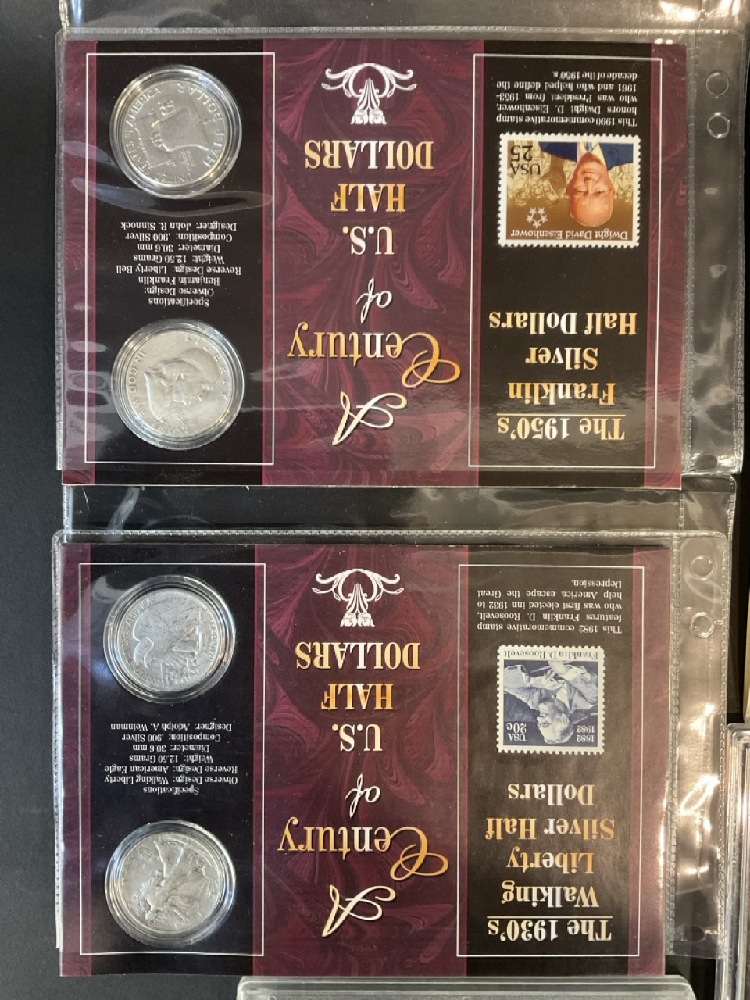 The 1930's
Walking
Liberty
Silver Half
Dollars
1882
1982
USA
20c
Franklin D. Roosevelt
This 1982 commemorative stamp
features Franklin D. Roosevelt,
who was first elected inn 1932 to
help America escape the Great
Depression.
A
Century
of
U.S.
HALF
DOLLARS
Specifications
Obverse Design: Walking Liberty
Reverse Design: American Eagle
Weight: 12.50 Grams
Diameter: 30.6 mm
Composition: .900 Silver
Designer: Adolph A. Weinman
The 1950's
Franklin
Silver
Half Dollars
Dwight David Eisenhower
USA
25
This 1990 commemorative stamp
honors Dwight D. Eisenhower,
who was President from 1953-
1961 and who helped define the
decade of the 1950's.
A
Century
of
U.S.
HALF
DOLLARS
Specifications
Obverse Design:
Benjamin Franklin
Reverse Design: Liberty Bell
Weight: 12.50 Grams
Diameter: 30.6 mm
Composition: .900 Silver
Designer: John R. Sinnock